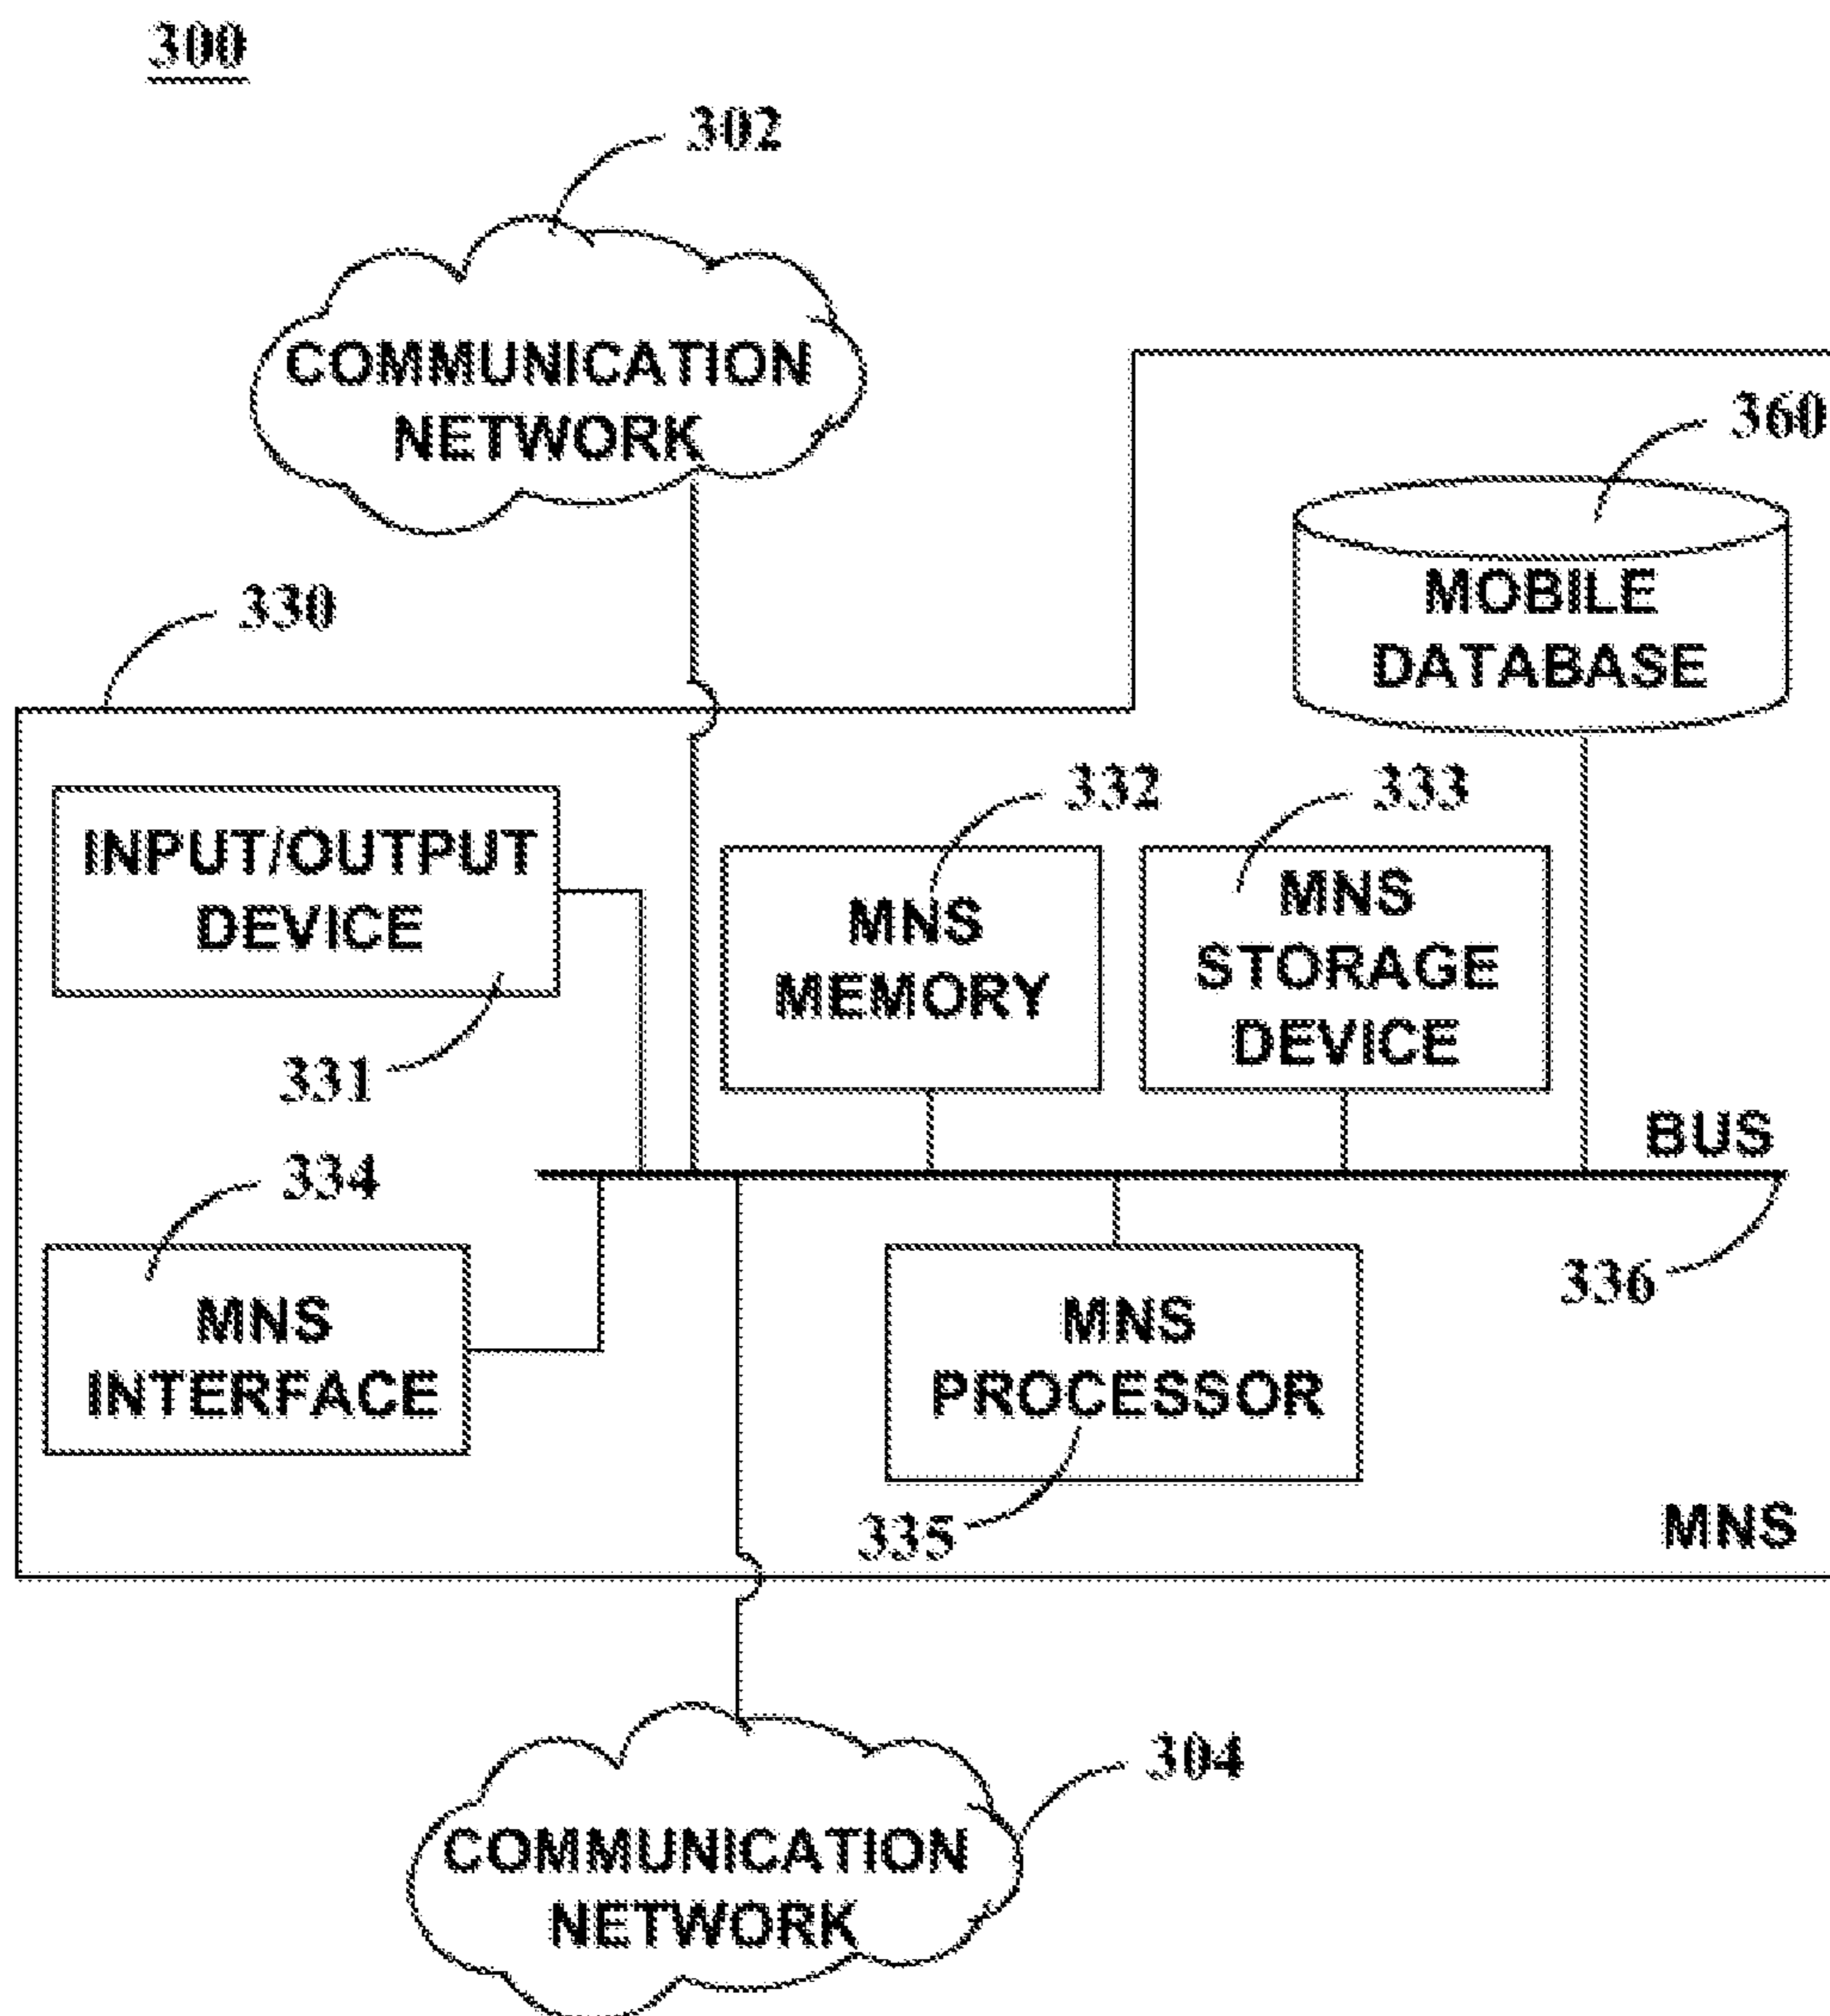 300
302
COMMUNICATION
NETWORK
360
MOBILE
DATABASE
330
332
333
INPUT/OUTPUT
DEVICE
MNS
MEMORY
MNS
STORAGE
DEVICE
331
BUS
334
336
MNS
INTERFACE
MNS
PROCESSOR
335
MNS
304
COMMUNICATION
NETWORK